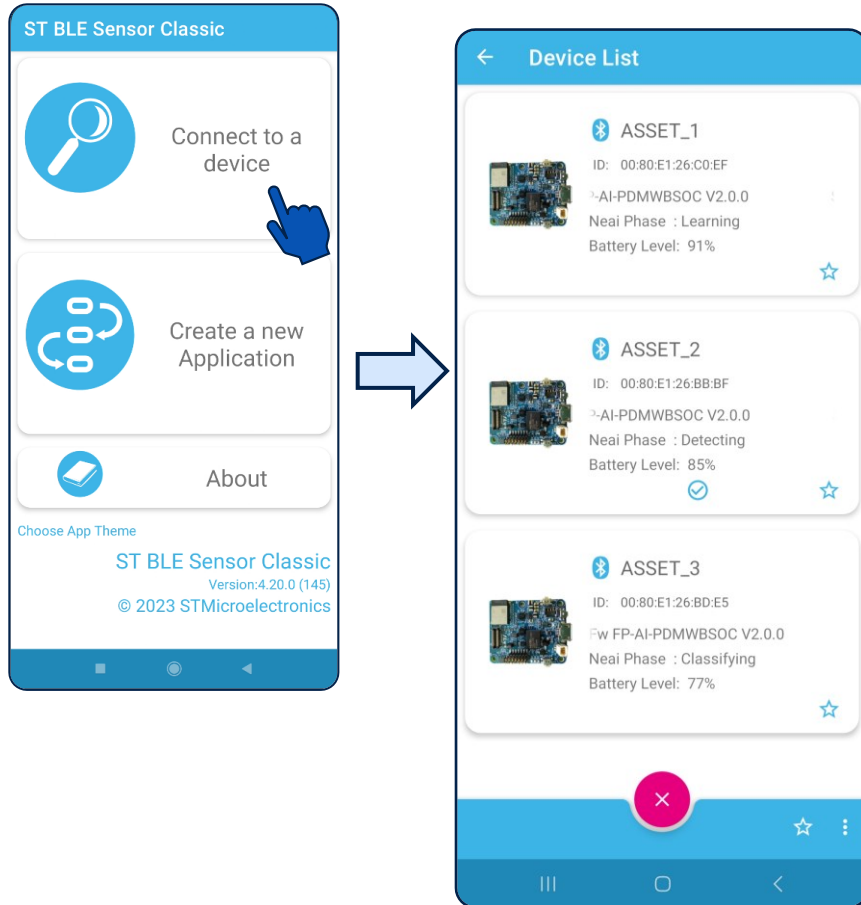 ST BLE Sensor Classic
Connect to a
device
Create a new
Application
About
Choose App Theme
ST BLE Sensor Classic
Version:4.20.0 (145)
© 2023 STMicroelectronics
Device List
ASSET_1
ID: 00:80:E1:26:C0:EF
-AI-PDMWBSOC V2.0.0
Neai Phase : Learning
Battery Level: 91%
ASSET_2
ID: 00:80:E1:26:BB:BF
-AI-PDMWBSOC V2.0.0
Neai Phase : Detecting
Battery Level: 85%
ASSET_3
ID: 00:80:E1:26:BD:E5
Fw FP-AI-PDMWBSOC V2.0.0
Neai Phase : Classifying
Battery Level: 77%